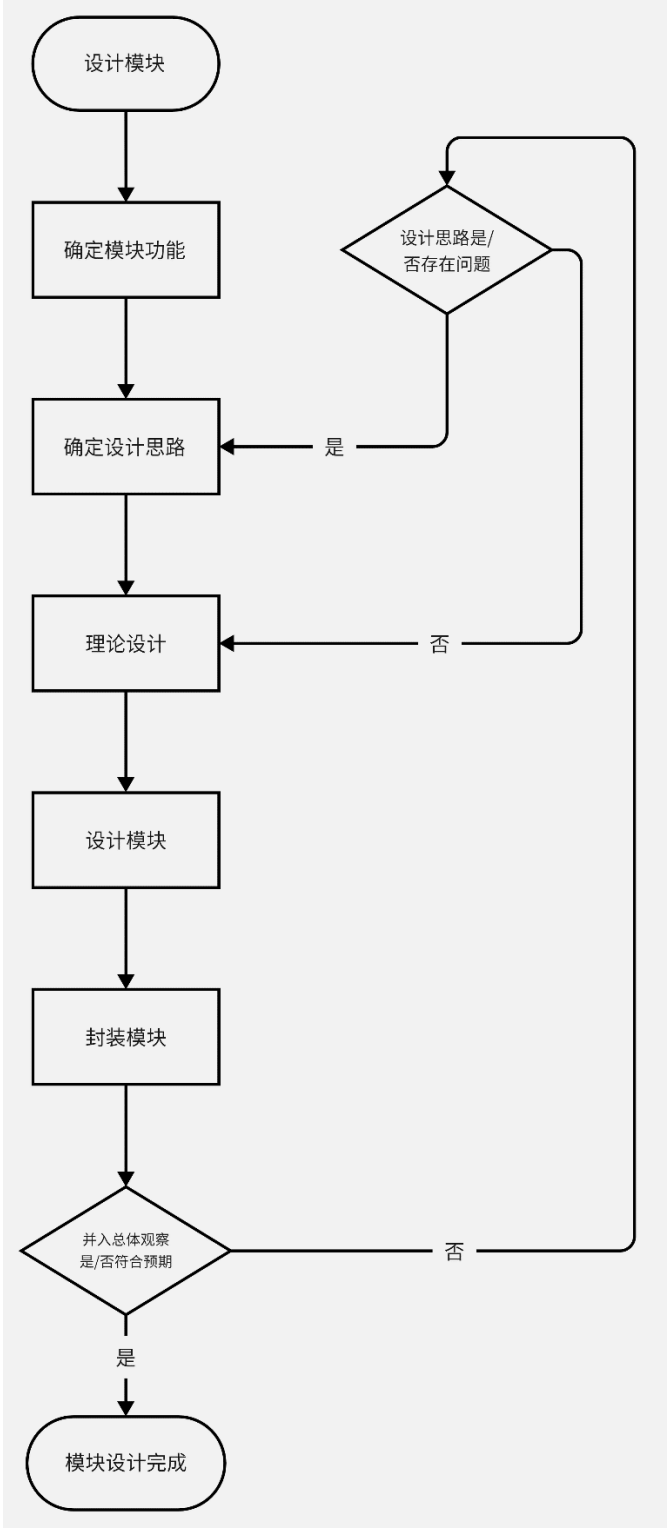 设计模块
确定模块功能
设计思路是/
否存在问题
确定设计思路
是
理论设计
否
设计模块
封装模块
并入总体观察
是/否符合预期
否
是
模块设计完成